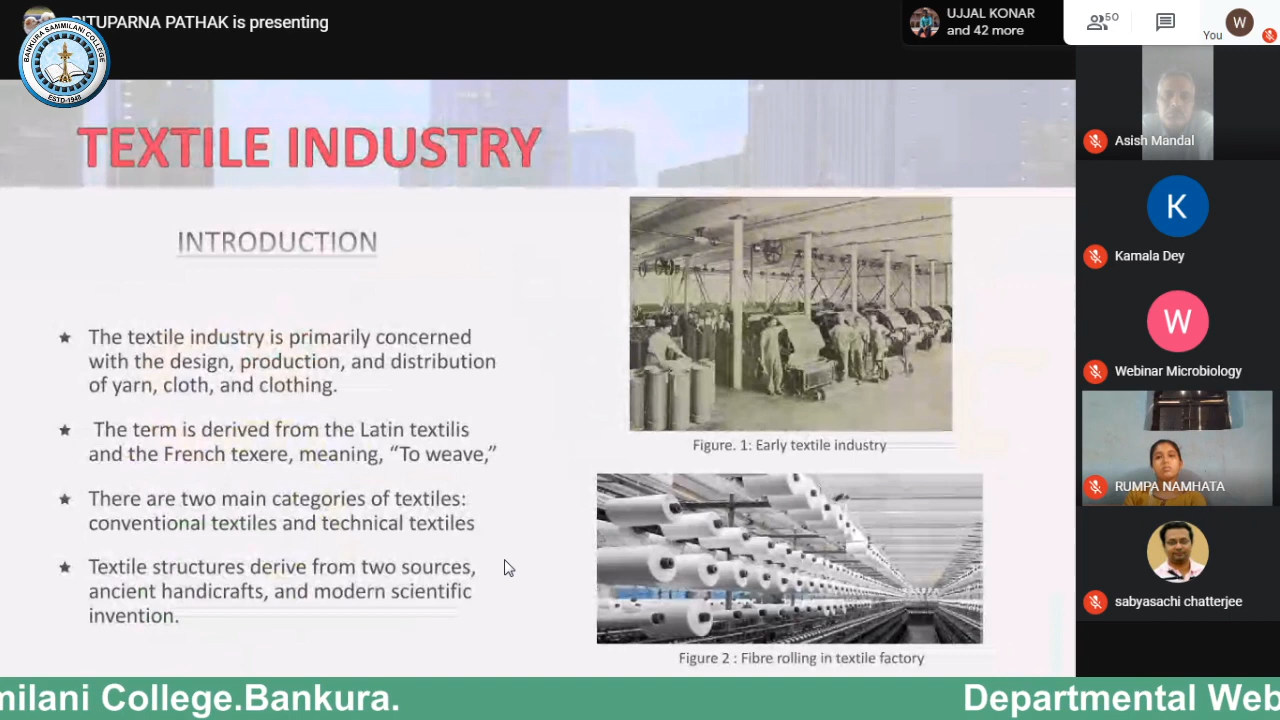 RITUPARNA PATHAK is presenting
UJJAL KONAR
and 42 more
50
You
W
BANKURA SAMMILANI COLLEGE
ESTD-1948
TEXTILE INDUSTRY
INTRODUCTION
★ The textile industry is primarily concerned
with the design, production, and distribution
of yarn, cloth, and clothing.
★ The term is derived from the Latin textilis
and the French texere, meaning, “To weave,”
★ There are two main categories of textiles:
conventional textiles and technical textiles
★ Textile structures derive from two sources,
ancient handicrafts, and modern scientific
invention.
Figure. 1: Early textile industry
Figure 2 : Fibre rolling in textile factory
Asish Mandal
K
Kamala Dey
W
Webinar Microbiology
RUMPA NAMHATA
sabyasachi chatterjee
milani College.Bankura.
Departmental Web